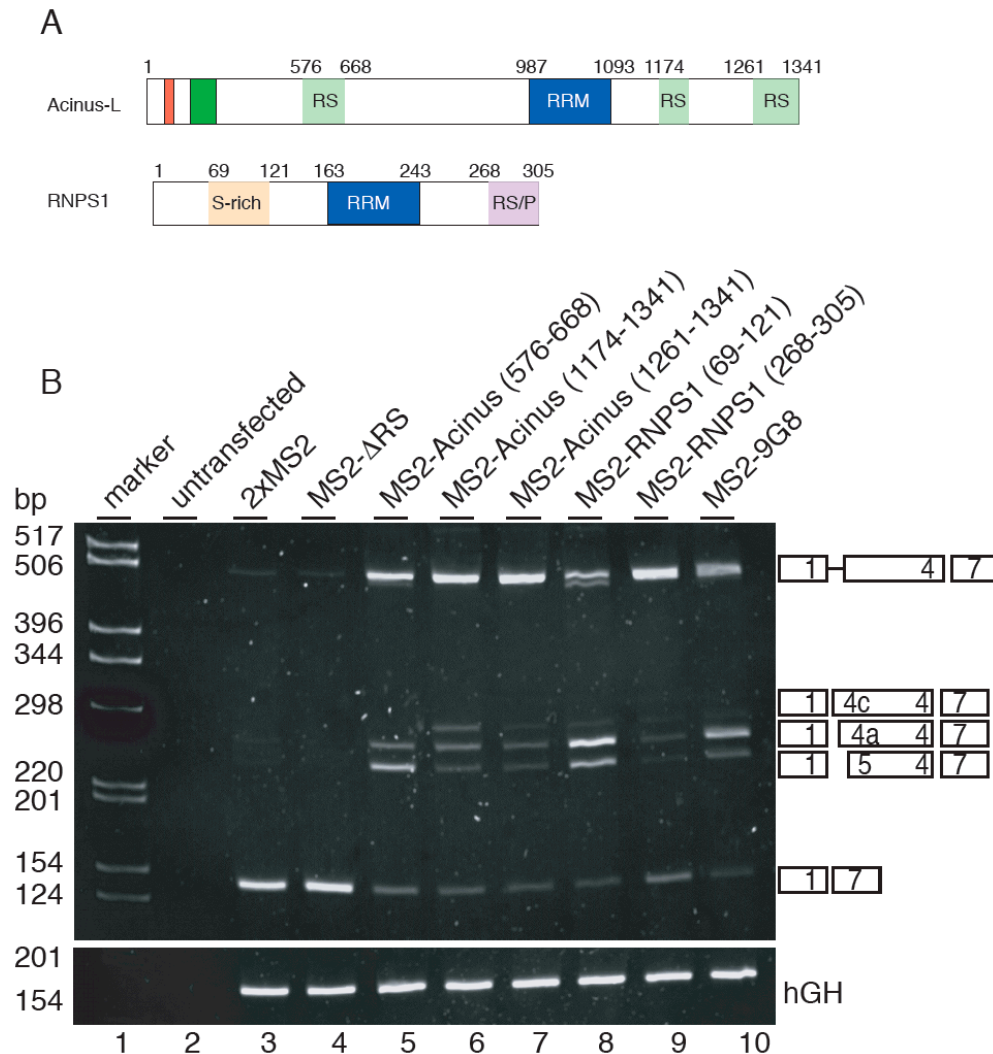 A
1 576 668 987 1093 1174 1261 1341
Acinus-L RS RRM RS RS
1 69 121 163 243 268 305
RNPS1 S-rich RRM RS/P
B
marker
untransfected
2xMS2
MS2-ΔRS
MS2-Acinus (576-668)
MS2-Acinus (1174-1341)
MS2-Acinus (1261-1341)
MS2-RNPS1 (69-121)
MS2-RNPS1 (268-305)
MS2-9G8
bp
517
506
396
344
298
220
201
154
124
1 4 7
1 4c 4 7
1 4a 4 7
1 5 4 7
1 7
201
154
hGH
1 2 3 4 5 6 7 8 9 10